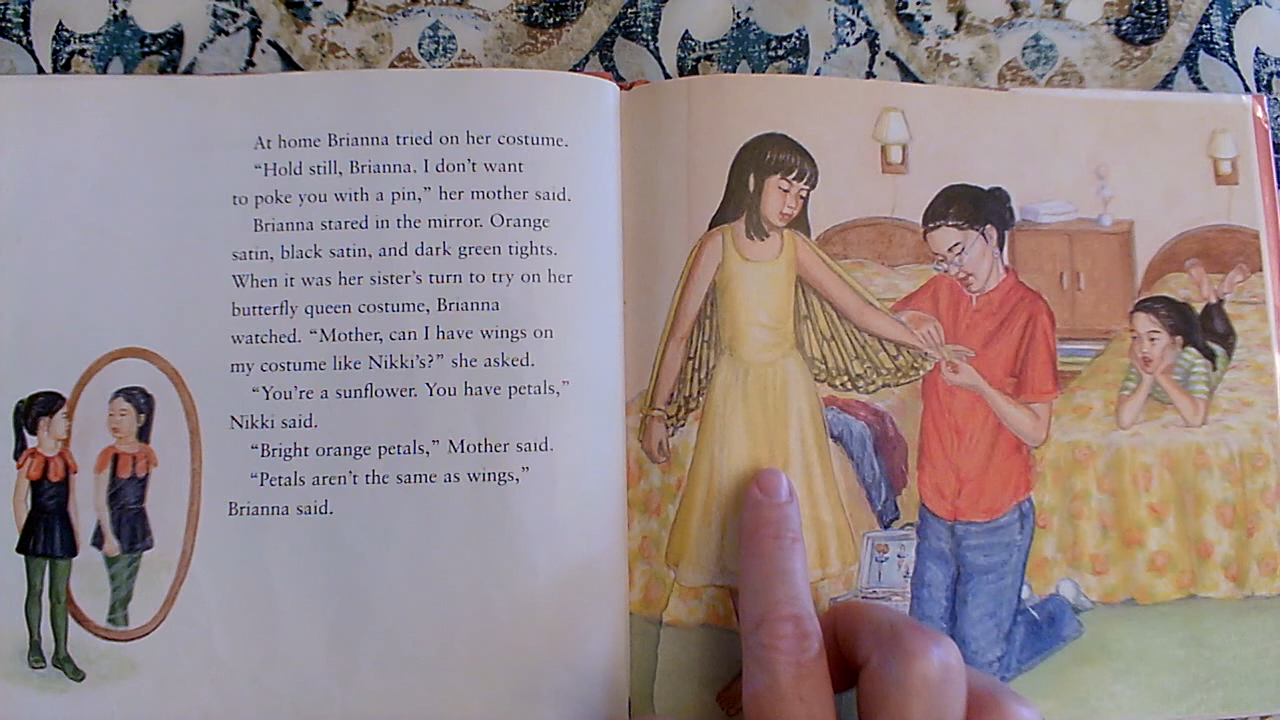 At home Brianna tried on her costume.
“Hold still, Brianna. I don’t want
to poke you with a pin,” her mother said.
Brianna stared in the mirror. Orange
satin, black satin, and dark green tights.
When it was her sister’s turn to try on her
butterfly queen costume, Brianna
watched. “Mother, can I have wings on
my costume like Nikki’s?” she asked.
“You’re a sunflower. You have petals,”
Nikki said.
“Bright orange petals,” Mother said.
“Petals aren’t the same as wings,”
Brianna said.